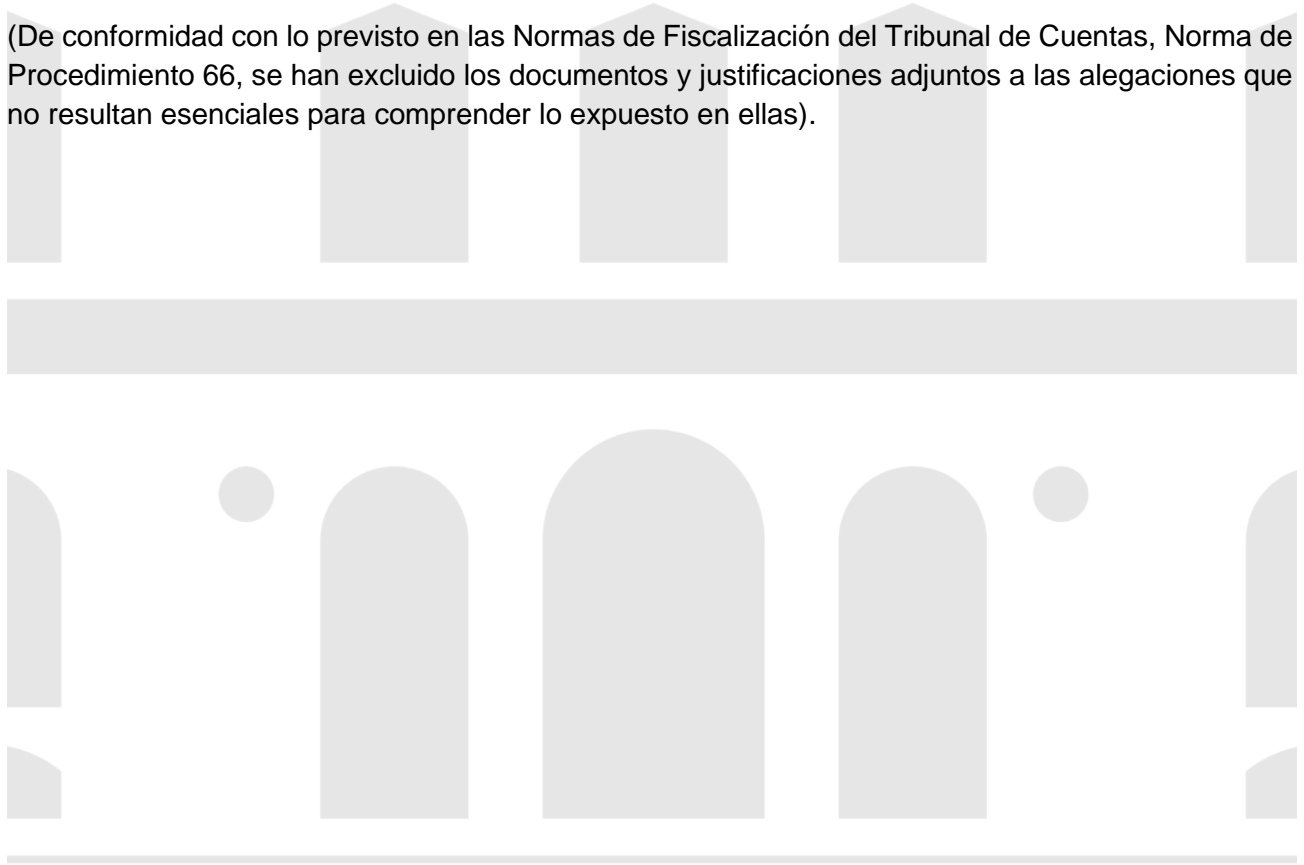 (De conformidad con lo previsto en las Normas de Fiscalización del Tribunal de Cuentas, Norma de
Procedimiento 66, se han excluido los documentos y justificaciones adjuntos a las alegaciones que
no resultan esenciales para comprender lo expuesto en ellas).